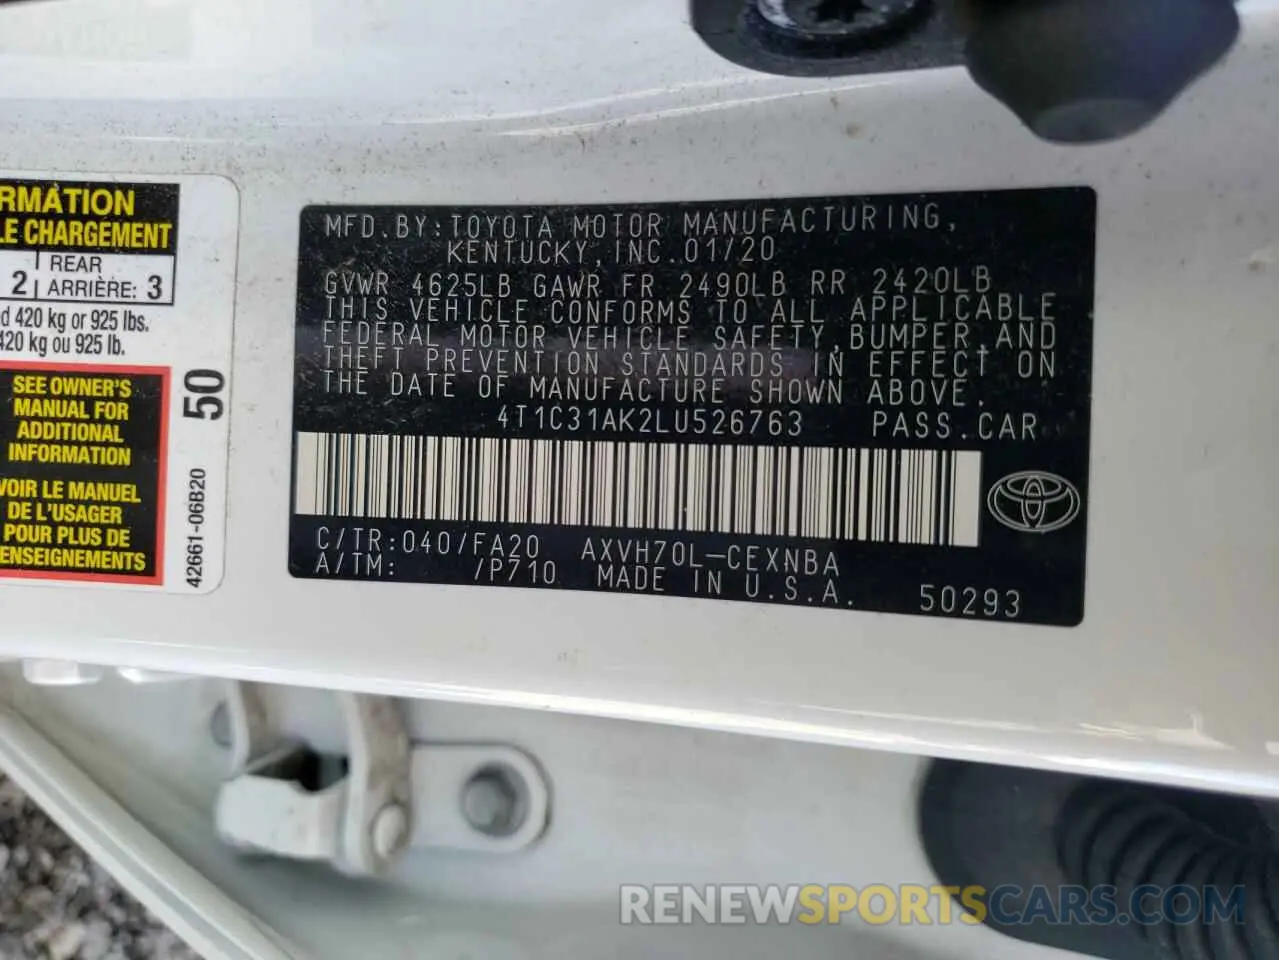 RMATION
LE CHARGEMENT
2 REAR
ARRIÈRE: 3
d 420 kg or 925 lbs.
420 kg ou 925 lb.
SEE OWNER'S
MANUAL FOR
ADDITIONAL
INFORMATION
VOIR LE MANUEL
DE L'USAGER
POUR PLUS DE
ENSEIGNEMENTS
50
42661-06B20
MFD.BY:TOYOTA MOTOR MANUFACTURING,
KENTUCKY,INC.01/20
GVWR 4625LB GAWR FR 2490LB RR 2420LB
THIS VEHICLE CONFORMS TO ALL APPLICABLE
FEDERAL MOTOR VEHICLE SAFETY,BUMPER,AND
THEFT PREVENTION STANDARDS IN EFFECT ON
THE DATE OF MANUFACTURE SHOWN ABOVE.
4T1C31AK2LU526763 PASS.CAR
C/TR:040/FA20 AXVH70L-CEXNBA
A/TM: /P710 MADE IN U.S.A. 50293
RENEWSPORTSCARS.COM